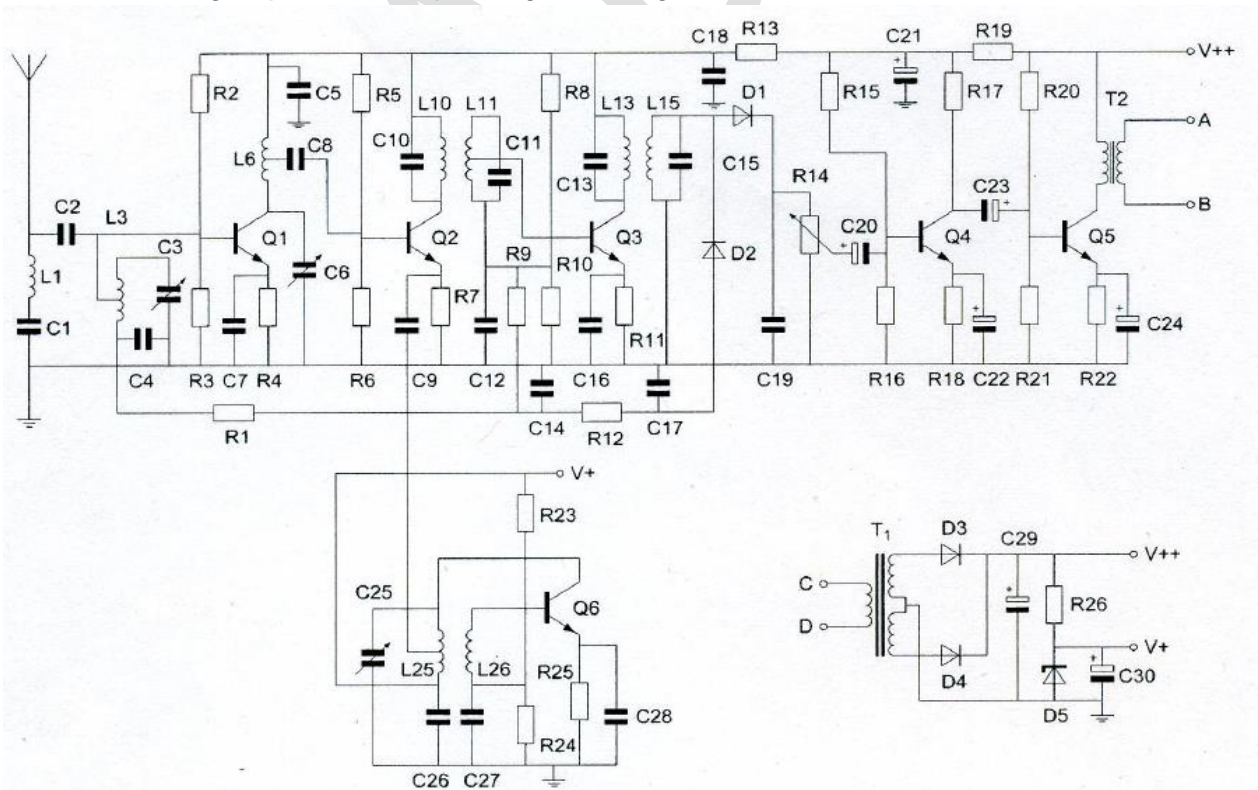 C18 R13 C21 R19
V++
R2 C5 R5 L10 L11 R8 L13 L15 D1 R15 R17 R20 T2
C8 C10 C11 A
L6 C13 C15 R14 C23
C2 L3 C20 B
C3 Q1 Q2 Q3 D2 Q4 Q5
L1 C6 R9 R10
R7
C1 R11 C24
C4 R3 C7 R4 R6 C9 C12 C16 C19 R16 R18 C22 R21 R22
R1 C14 R12 C17
V+
R23
T1 D3 C29 V++
C25 Q6 C D R26
L25 L26 R25 D4 V+
C30
C28 D5
R24
C26 C27